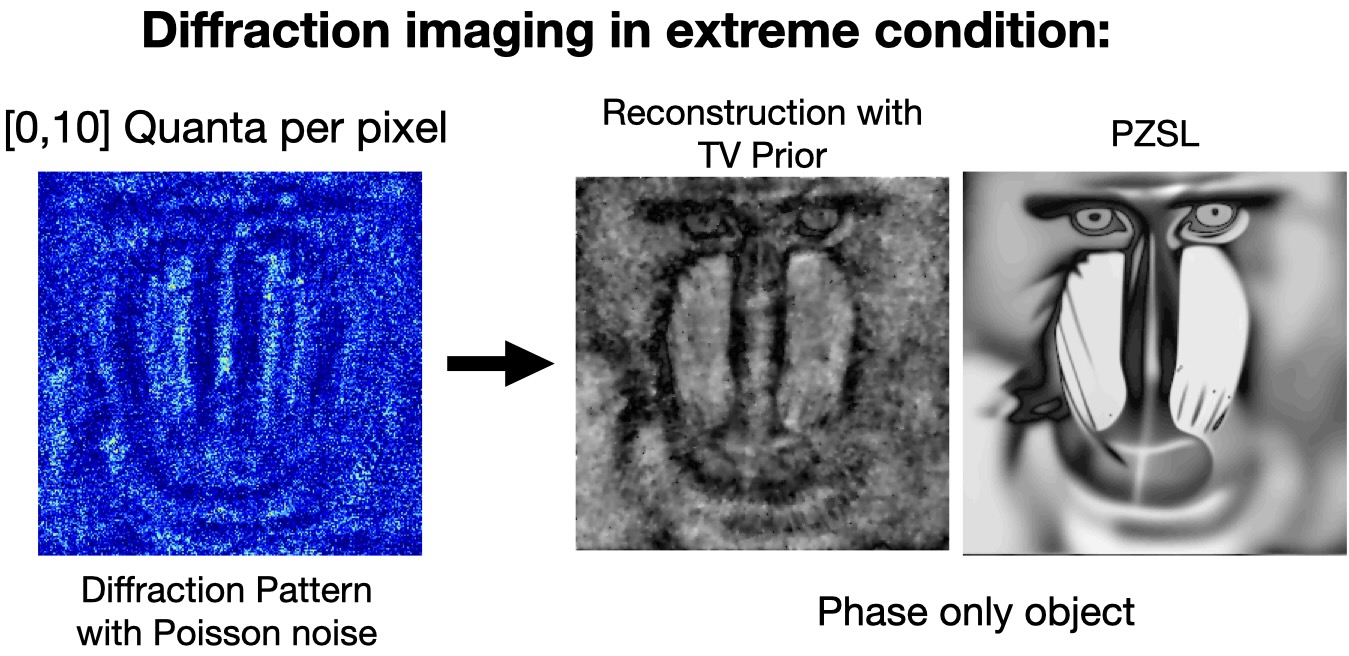 Diffraction imaging in extreme condition:
[0,10] Quanta per pixel
Reconstruction with
TV Prior
PZSL
Diffraction Pattern
with Poisson noise
Phase only object